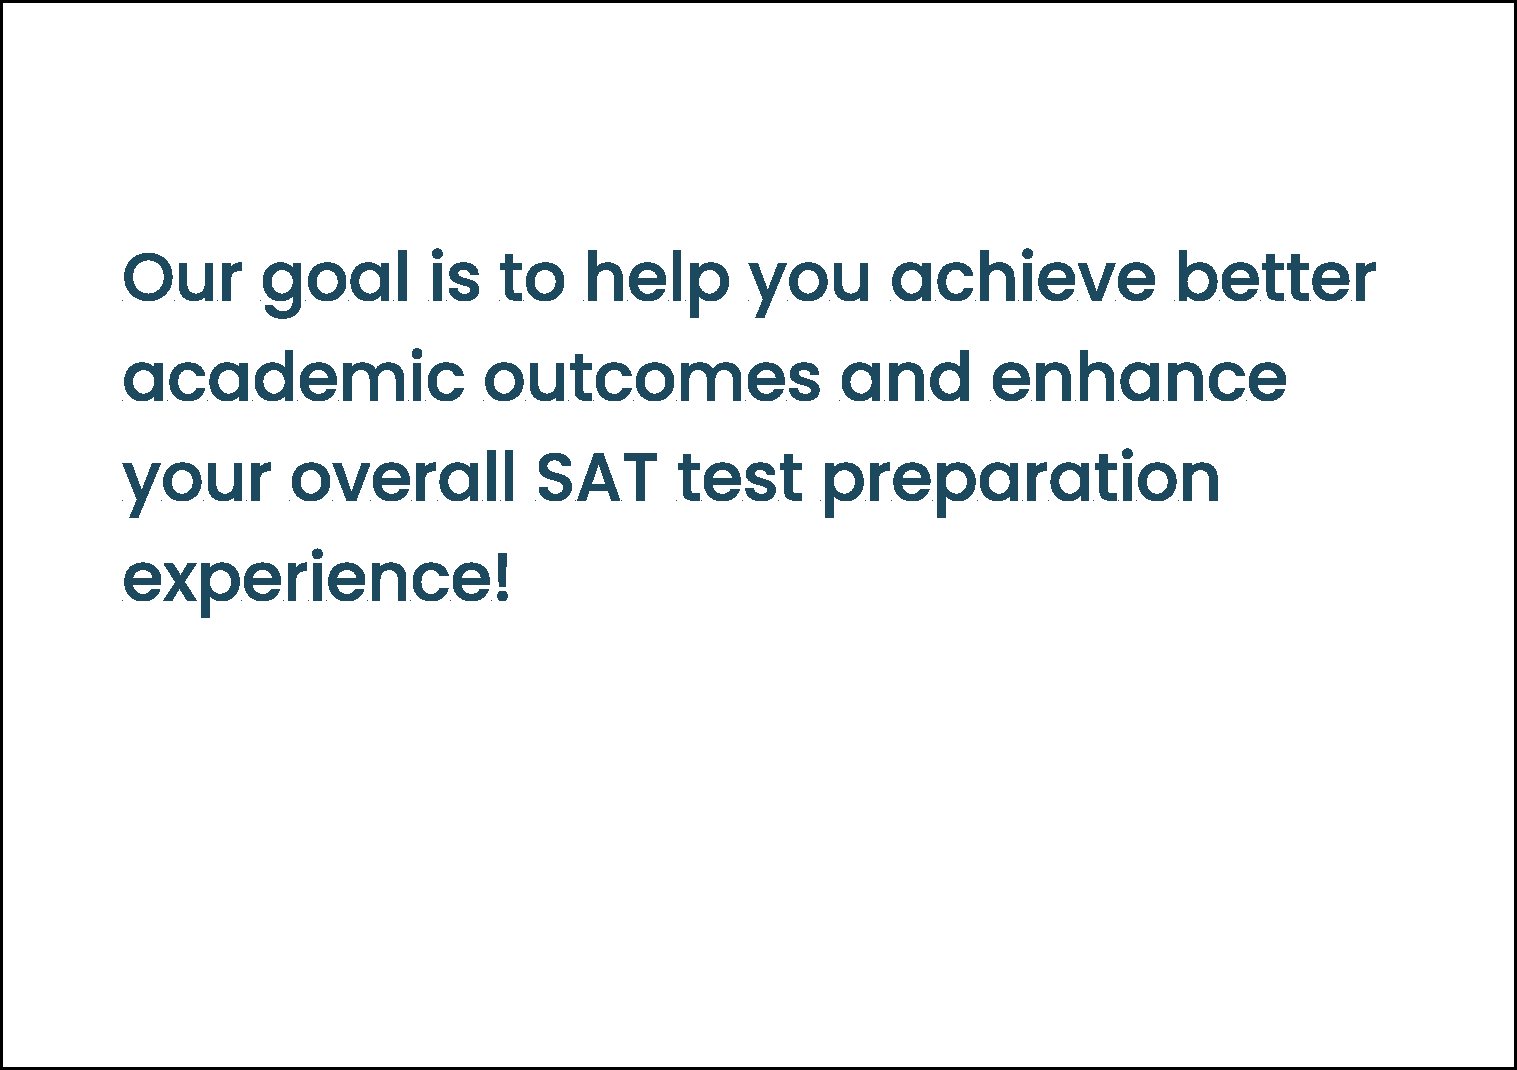 Our goal is to help you achieve better
academic outcomes and enhance
your overall SAT test preparation
experience!